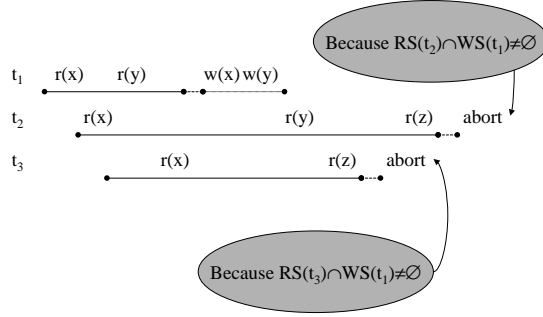 Because RS(t₂)∩WS(t₁)≠∅
t₁ r(x) r(y) w(x) w(y)
t₂ r(x) r(y) r(z) abort
t₃ r(x) r(z) abort
Because RS(t₃)∩WS(t₁)≠∅